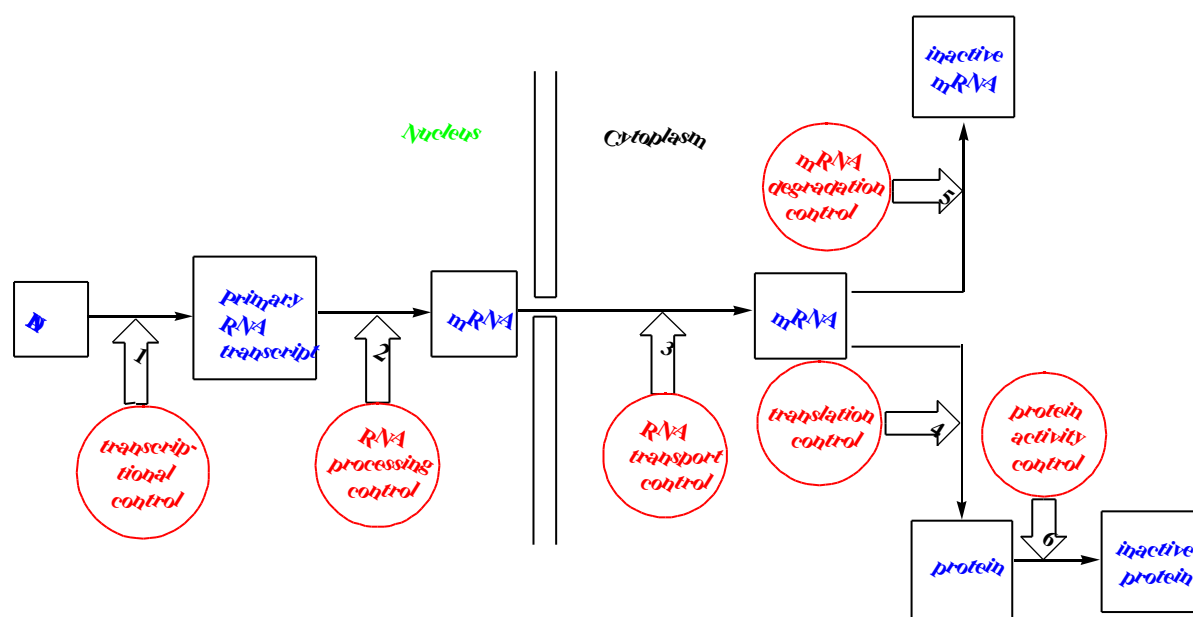 Nucleus
Cytoplasm
inactive
mRNA
mRNA
degradation
control
5
primary
RNA
transcript
mRNA
mRNA
1
2
3
transcrip-
tional
control
RNA
processing
control
RNA
transport
control
translation
control
4
protein
activity
control
6
protein
inactive
protein